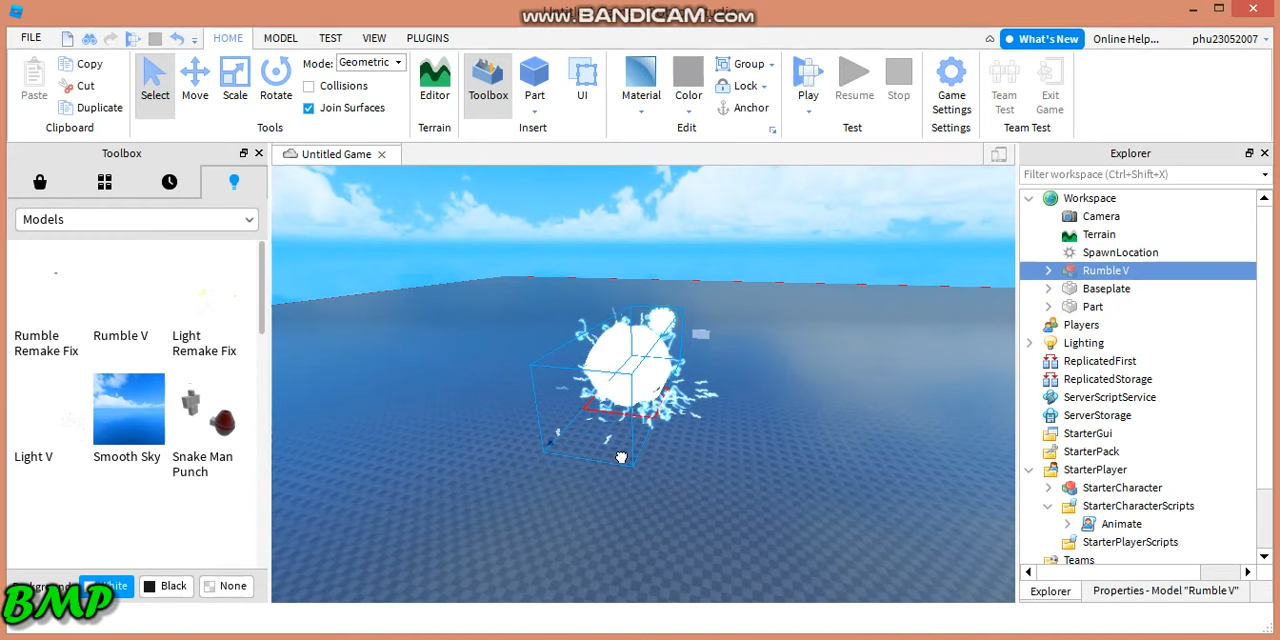 www.BANDICAM.com
FILE HOME MODEL TEST VIEW PLUGINS
What's New Online Help... phu23052007
Paste Copy Cut Duplicate Clipboard
Select Move Scale Rotate Mode: Geometric Collisions Join Surfaces Tools
Editor Terrain
Toolbox Part UI Insert
Material Color Group Lock Anchor Edit
Play Resume Stop Test
Game Settings Settings
Team Test Exit Game Team Test
Toolbox
Models
Rumble Remake Fix
Rumble V
Light Remake Fix
Light V
Smooth Sky
Snake Man Punch
White Black None
BMP
Untitled Game
Explorer
Filter workspace (Ctrl+Shift+X)
Workspace
Camera
Terrain
SpawnLocation
Rumble V
Baseplate
Part
Players
Lighting
ReplicatedFirst
ReplicatedStorage
ServerScriptService
ServerStorage
StarterGui
StarterPack
StarterPlayer
StarterCharacter
StarterCharacterScripts
Animate
StarterPlayerScripts
Teams
Explorer Properties - Model "Rumble V"